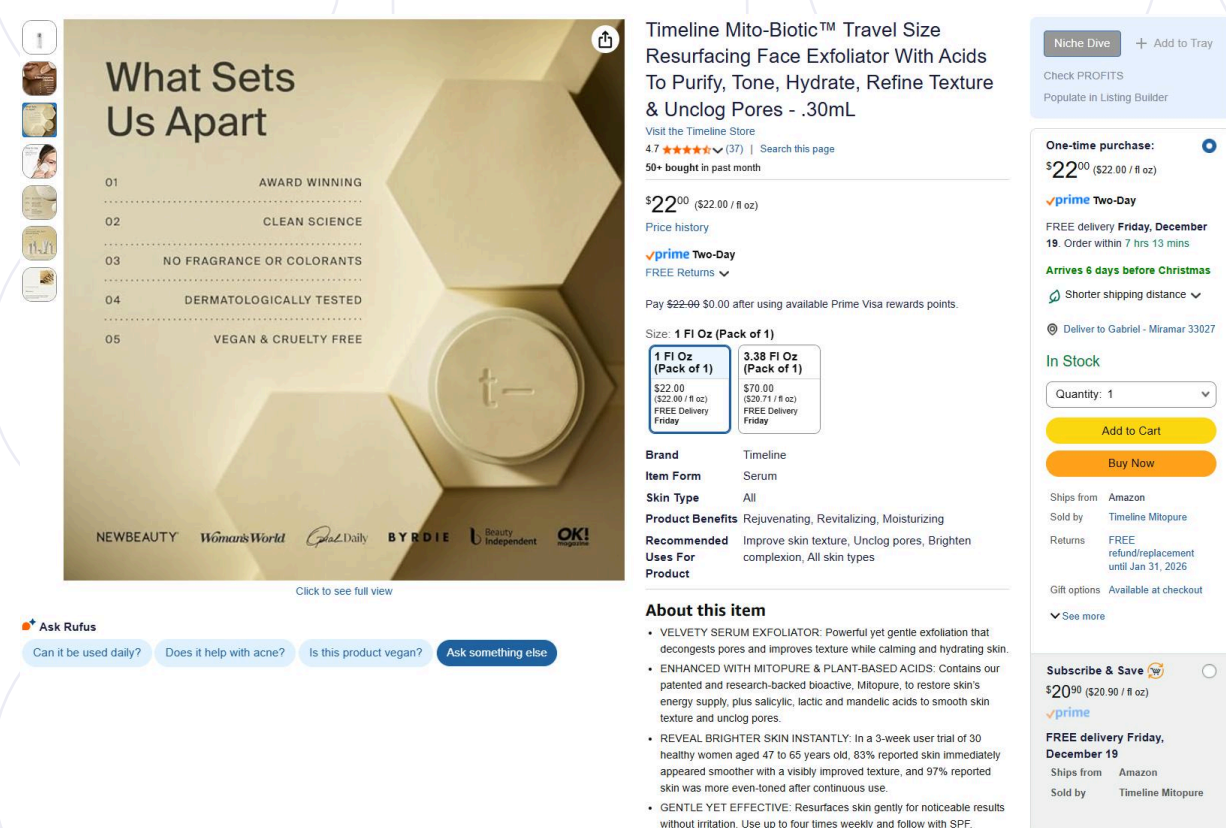 What Sets
Us Apart
01 AWARD WINNING
02 CLEAN SCIENCE
03 NO FRAGRANCE OR COLORANTS
04 DERMATOLOGICALLY TESTED
05 VEGAN & CRUELTY FREE
t—
NEWBEAUTY Woman's World Daily BYRDIE Beauty Independent OK! magazine
Click to see full view
Ask Rufus
Can it be used daily? Does it help with acne? Is this product vegan? Ask something else
Timeline Mito-Biotic™ Travel Size
Resurfacing Face Exfoliator With Acids
To Purify, Tone, Hydrate, Refine Texture
& Unclog Pores - .30mL
Visit the Timeline Store
4.7 (37) | Search this page
50+ bought in past month
$2200 ($22.00 / fl oz)
Price history
prime Two-Day
FREE Returns
Pay $22.00 $0.00 after using available Prime Visa rewards points.
Size: 1 Fl Oz (Pack of 1)
1 Fl Oz
(Pack of 1)
$22.00
($22.00 / fl oz)
FREE Delivery
Friday
3.38 Fl Oz
(Pack of 1)
$70.00
($20.71 / fl oz)
FREE Delivery
Friday
Brand Timeline
Item Form Serum
Skin Type All
Product Benefits Rejuvenating, Revitalizing, Moisturizing
Recommended Improve skin texture, Unclog pores, Brighten
Uses For complexion, All skin types
Product
About this item
• VELVETY SERUM EXFOLIATOR: Powerful yet gentle exfoliation that
decongests pores and improves texture while calming and hydrating skin.
• ENHANCED WITH MITOPURE & PLANT-BASED ACIDS: Contains our
patented and research-backed bioactive, Mitopure, to restore skin's
energy supply, plus salicylic, lactic and mandelic acids to smooth skin
texture and unclog pores.
• REVEAL BRIGHTER SKIN INSTANTLY: In a 3-week user trial of 30
healthy women aged 47 to 65 years old, 83% reported skin immediately
appeared smoother with a visibly improved texture, and 97% reported
skin was more even-toned after continuous use.
• GENTLE YET EFFECTIVE: Resurfaces skin gently for noticeable results
without irritation. Use up to four times weekly and follow with SPF.
Niche Dive + Add to Tray
Check PROFITS
Populate in Listing Builder
One-time purchase:
$2200 ($22.00 / fl oz)
prime Two-Day
FREE delivery Friday, December
19. Order within 7 hrs 13 mins
Arrives 6 days before Christmas
Shorter shipping distance
Deliver to Gabriel - Miramar 33027
In Stock
Quantity: 1
Add to Cart
Buy Now
Ships from Amazon
Sold by Timeline Mitopure
Returns FREE
refund/replacement
until Jan 31, 2026
Gift options Available at checkout
See more
Subscribe & Save
$2090 ($20.90 / fl oz)
prime
FREE delivery Friday,
December 19
Ships from Amazon
Sold by Timeline Mitopure